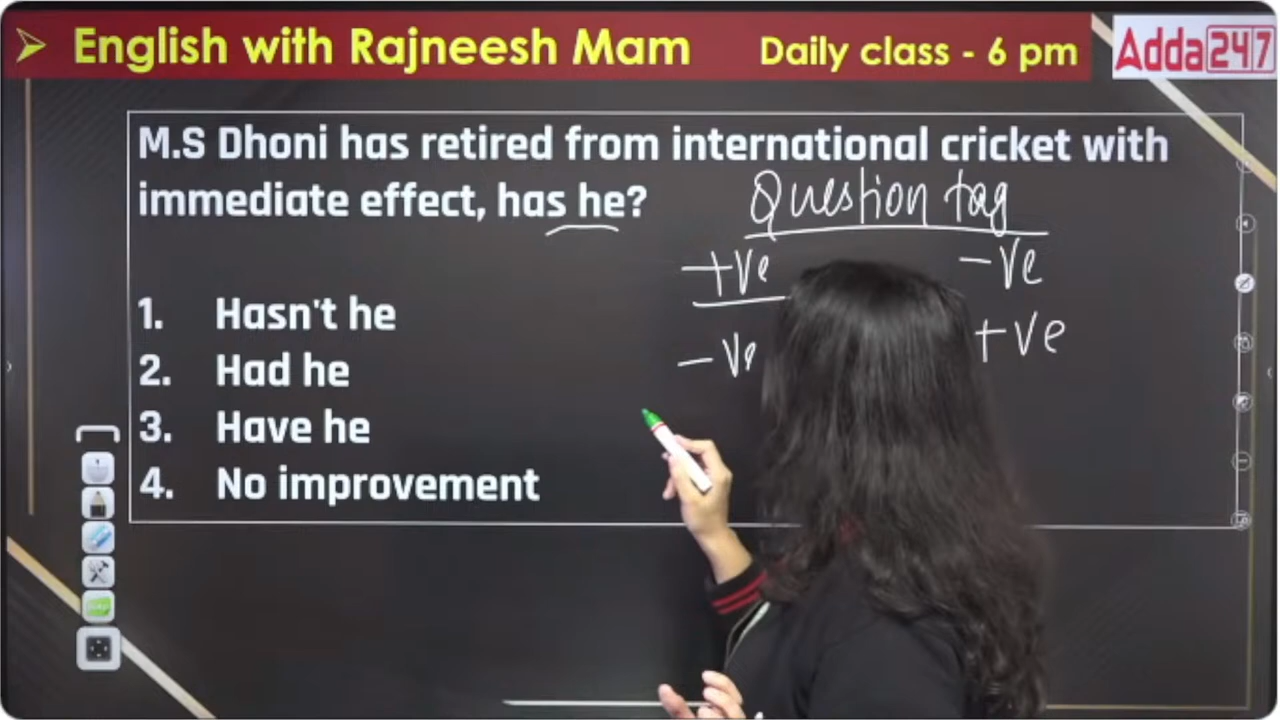 English with Rajneesh Mam Daily class - 6 pm
Adda247
M.S Dhoni has retired from international cricket with
immediate effect, has he?
Question tag
+ve -ve
-ve +ve
1. Hasn't he
2. Had he
3. Have he
4. No improvement